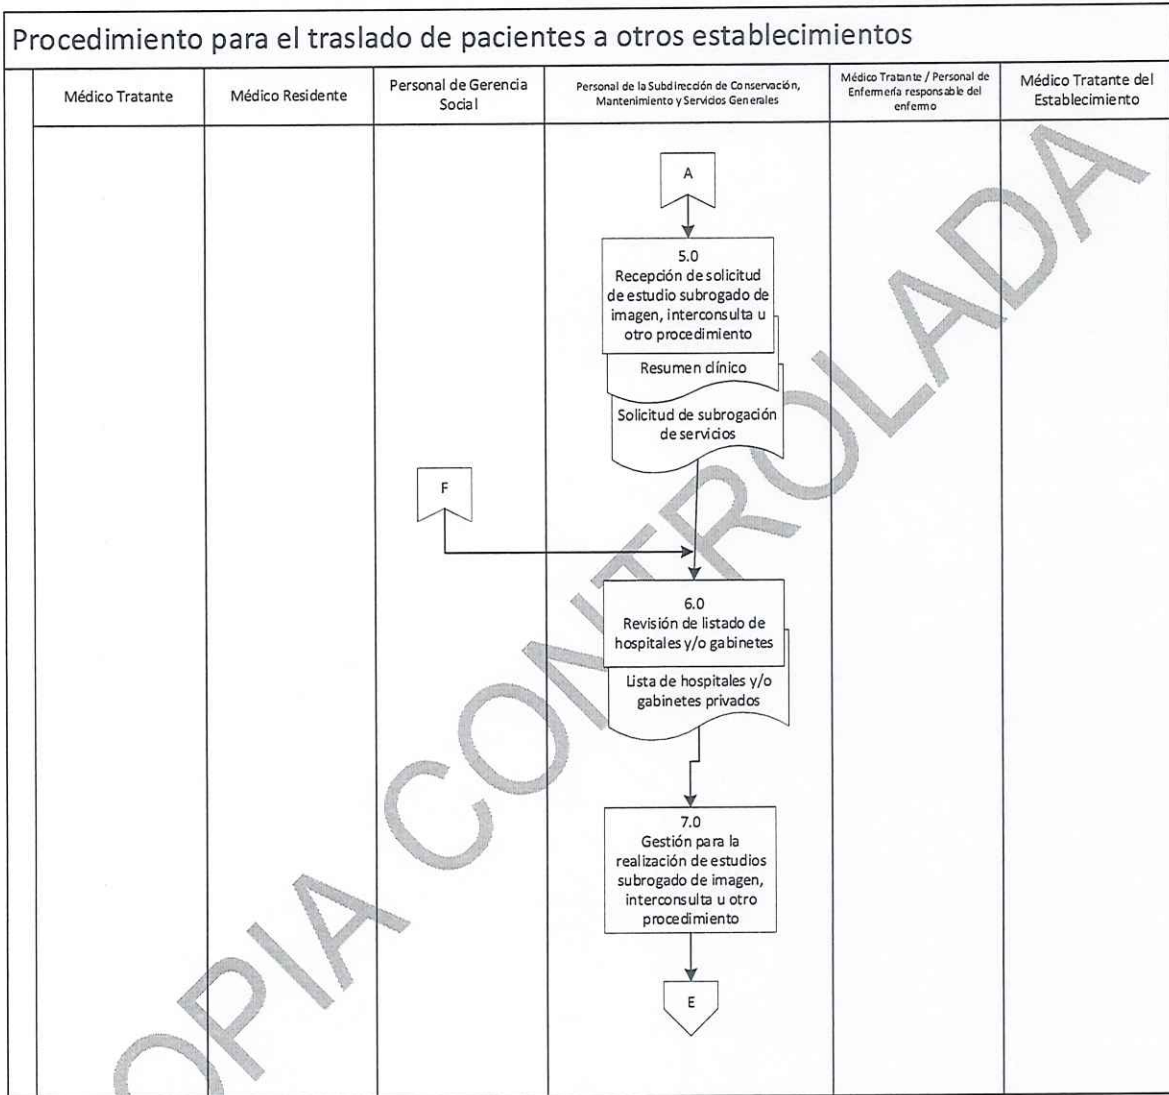 Procedimiento para el traslado de pacientes a otros establecimientos
Médico Tratante
Médico Residente
Personal de Gerencia
Social
Personal de la Subdirección de Conservación,
Mantenimiento y Servicios Generales
Médico Tratante / Personal de
Enfermería responsable del
enfermo
Médico Tratante del
Establecimiento
A
5.0
Recepción de solicitud
de estudio subrogado de
imagen, interconsulta u
otro procedimiento
Resumen clínico
Solicitud de subrogación
de servicios
F
6.0
Revisión de listado de
hospitales y/o gabinetes
Lista de hospitales y/o
gabinetes privados
7.0
Gestión para la
realización de estudios
subrogado de imagen,
interconsulta u otro
procedimiento
E
OPIA CONTROLADA